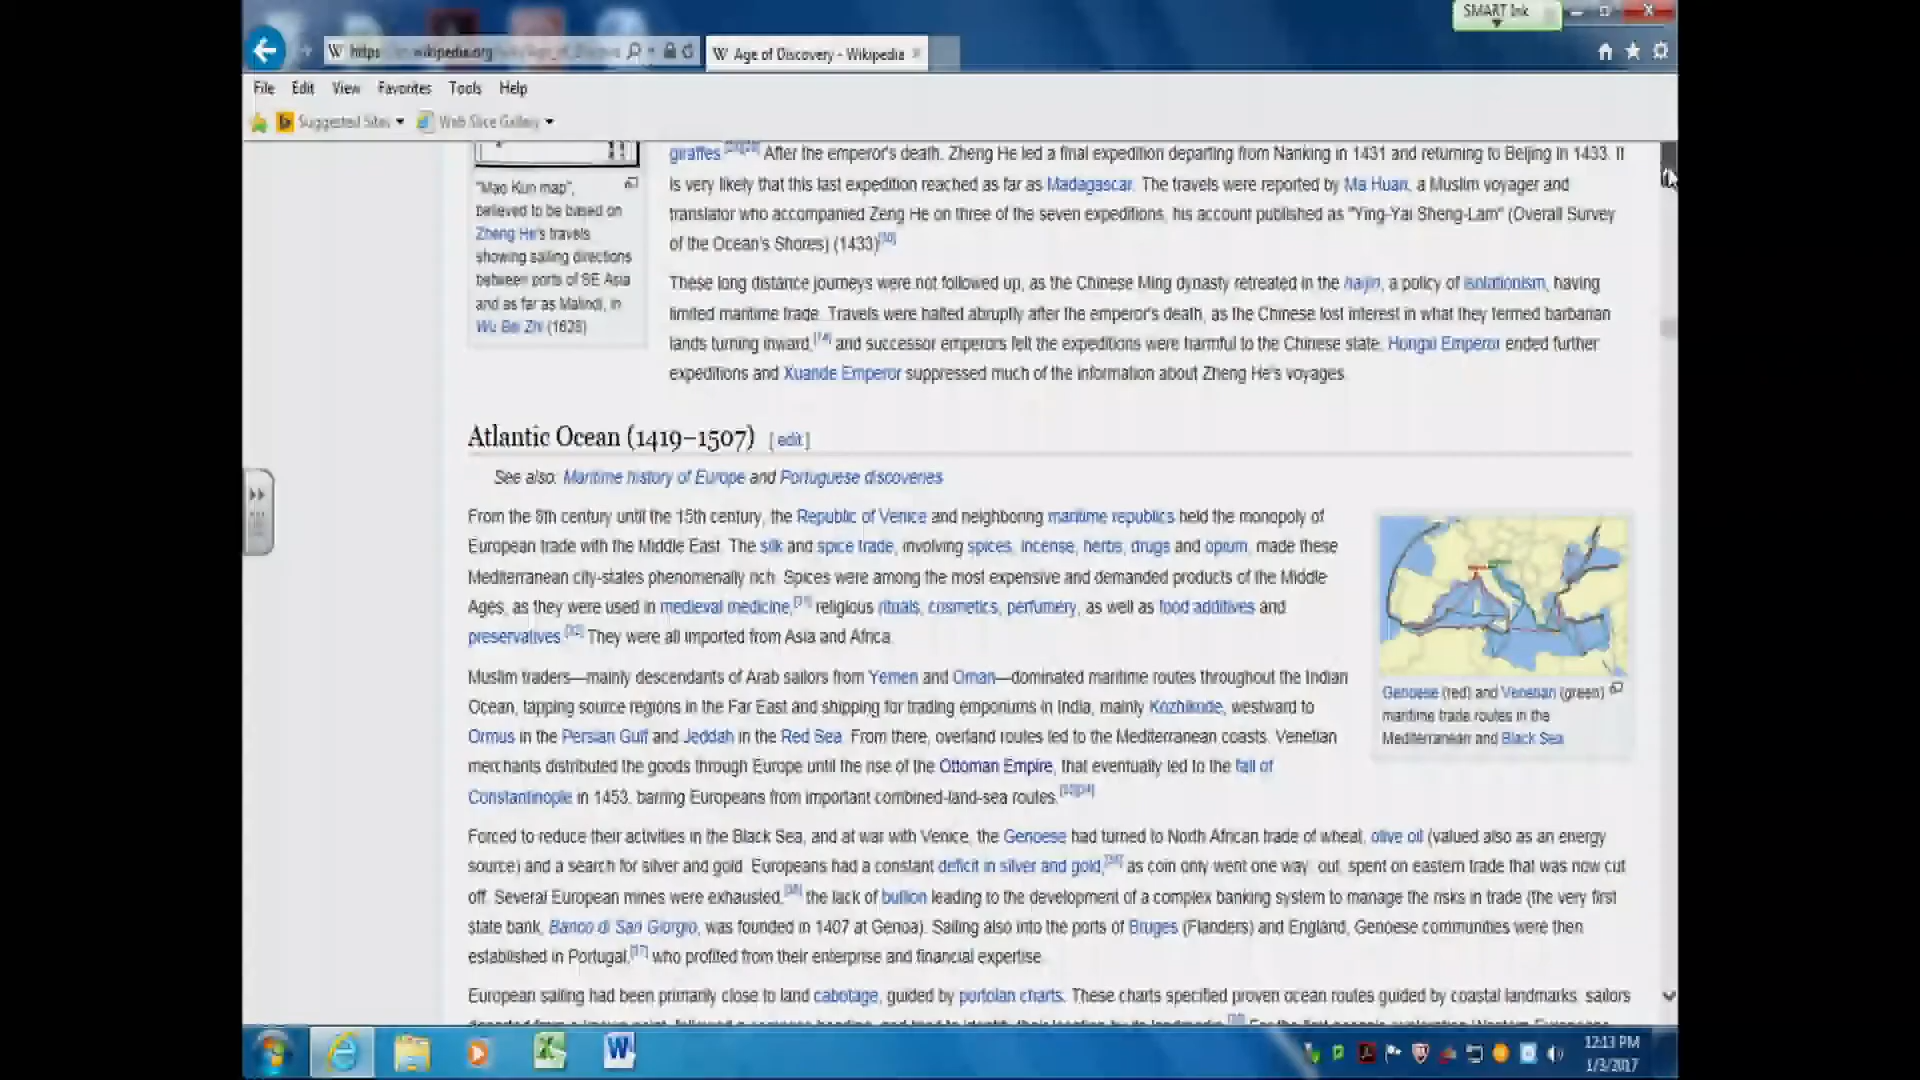 SMART Ink
https
wikipedia.org
Age of Discovery - Wikipedia
File Edit View Favorites Tools Help
Suggested Sites
Web Slice Gallery
giraffes. After the emperor's death, Zheng He led a final expedition departing from Nanking in 1431 and returning to Beijing in 1433. It
is very likely that this last expedition reached as far as Madagascar. The travels were reported by Ma Huan, a Muslim voyager and
translator who accompanied Zeng He on three of the seven expeditions, his account published as "Ying-Yai Sheng-Lam" (Overall Survey
of the Ocean's Shores) (1433)[30]
"Mao Kun map",
believed to be based on
Zheng He's travels
showing sailing directions
between ports of SE Asia
and as far as Malindi, in
Wu Bei Zhi (1628)
These long distance journeys were not followed up, as the Chinese Ming dynasty retreated in the haijin, a policy of isolationism, having
limited maritime trade. Travels were halted abruptly after the emperor's death, as the Chinese lost interest in what they termed barbarian
lands turning inward,[14] and successor emperors felt the expeditions were harmful to the Chinese state. Hongxi Emperor ended further
expeditions and Xuande Emperor suppressed much of the information about Zheng He's voyages.
Atlantic Ocean (1419–1507) [ edit ]
See also: Maritime history of Europe and Portuguese discoveries
From the 8th century until the 15th century, the Republic of Venice and neighboring maritime republics held the monopoly of
European trade with the Middle East. The silk and spice trade, involving spices, incense, herbs, drugs and opium, made these
Mediterranean city-states phenomenally rich. Spices were among the most expensive and demanded products of the Middle
Ages, as they were used in medieval medicine,[31] religious rituals, cosmetics, perfumery, as well as food additives and
preservatives.[32] They were all imported from Asia and Africa.
Genoese (red) and Venetian (green)
maritime trade routes in the
Mediterranean and Black Sea
Muslim traders—mainly descendants of Arab sailors from Yemen and Oman—dominated maritime routes throughout the Indian
Ocean, tapping source regions in the Far East and shipping for trading emporiums in India, mainly Kozhikode, westward to
Ormus in the Persian Gulf and Jeddah in the Red Sea. From there, overland routes led to the Mediterranean coasts. Venetian
merchants distributed the goods through Europe until the rise of the Ottoman Empire, that eventually led to the fall of
Constantinople in 1453, barring Europeans from important combined-land-sea routes.[33][34]
Forced to reduce their activities in the Black Sea, and at war with Venice, the Genoese had turned to North African trade of wheat, olive oil (valued also as an energy
source) and a search for silver and gold. Europeans had a constant deficit in silver and gold,[35] as coin only went one way: out, spent on eastern trade that was now cut
off. Several European mines were exhausted,[36] the lack of bullion leading to the development of a complex banking system to manage the risks in trade (the very first
state bank, Banco di San Giorgio, was founded in 1407 at Genoa). Sailing also into the ports of Bruges (Flanders) and England, Genoese communities were then
established in Portugal,[37] who profited from their enterprise and financial expertise.
European sailing had been primarily close to land cabotage, guided by portolan charts. These charts specified proven ocean routes guided by coastal landmarks: sailors
12:13 PM
1/3/2017